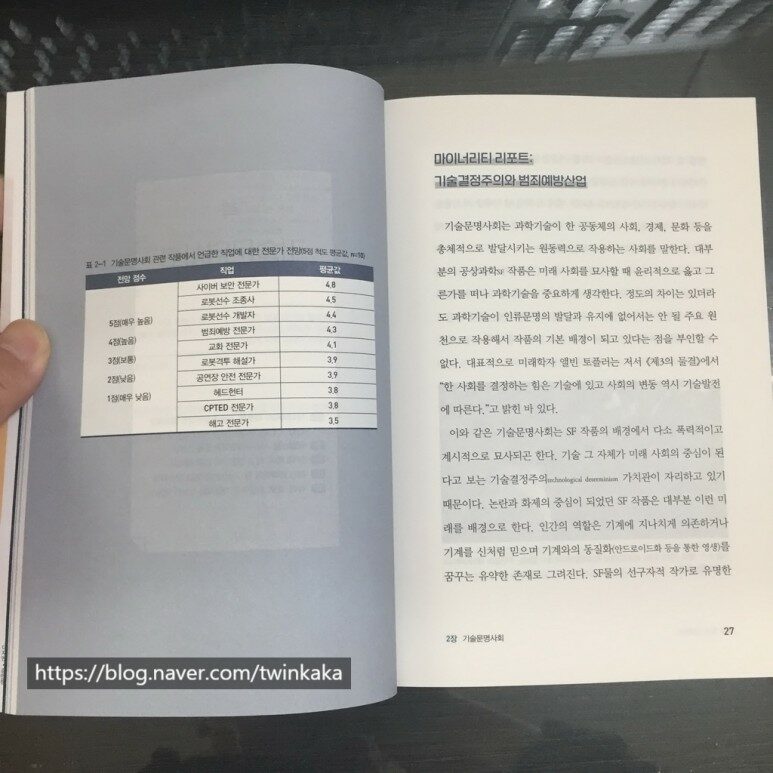 표 2-1 기술문명사회 관련 작품에서 언급한 직업에 대한 전문가 전망(5점 척도 평균값, n=10)
전망 점수 직업 평균값
5점(매우 높음)
4점(높음)
3점(보통)
2점(낮음)
1점(매우 낮음)
사이버 보안 전문가 4.8
로봇선수 조종사 4.5
로봇선수 개발자 4.4
범죄예방 전문가 4.3
교화 전문가 4.1
로봇격투 해설가 3.9
공연장 안전 전문가 3.9
헤드헌터 3.8
CPTED 전문가 3.8
해고 전문가 3.5
마이너리티 리포트:
기술결정주의와 범죄예방산업
기술문명사회는 과학기술이 한 공동체의 사회, 경제, 문화 등을
총체적으로 발달시키는 원동력으로 작용하는 사회를 말한다. 대부
분의 공상과학SF 작품은 미래 사회를 묘사할 때 윤리적으로 옳고 그
른가를 떠나 과학기술을 중요하게 생각한다. 정도의 차이는 있더라
도 과학기술이 인류문명의 발달과 유지에 없어서는 안 될 주요 원
천으로 작용해서 작품의 기본 배경이 되고 있다는 점을 부인할 수
없다. 대표적으로 미래학자 앨빈 토플러는 저서 《제3의 물결》에서
“한 사회를 결정하는 힘은 기술에 있고 사회의 변동 역시 기술발전
에 따른다.”고 밝힌 바 있다.
이와 같은 기술문명사회는 SF 작품의 배경에서 다소 폭력적이고
계시적으로 묘사되곤 한다. 기술 그 자체가 미래 사회의 중심이 된
다고 보는 기술결정주의technological determinism 가치관이 자리하고 있기
때문이다. 논란과 화제의 중심이 되었던 SF 작품은 대부분 이런 미
래를 배경으로 한다. 인간의 역할은 기계에 지나치게 의존하거나
기계를 신처럼 믿으며 기계와의 동질화(안드로이드화 등을 통한 영생)를
꿈꾸는 유약한 존재로 그려진다. SF물의 선구자적 작가로 유명한
2장 기술문명사회
27
https://blog.naver.com/twinkaka